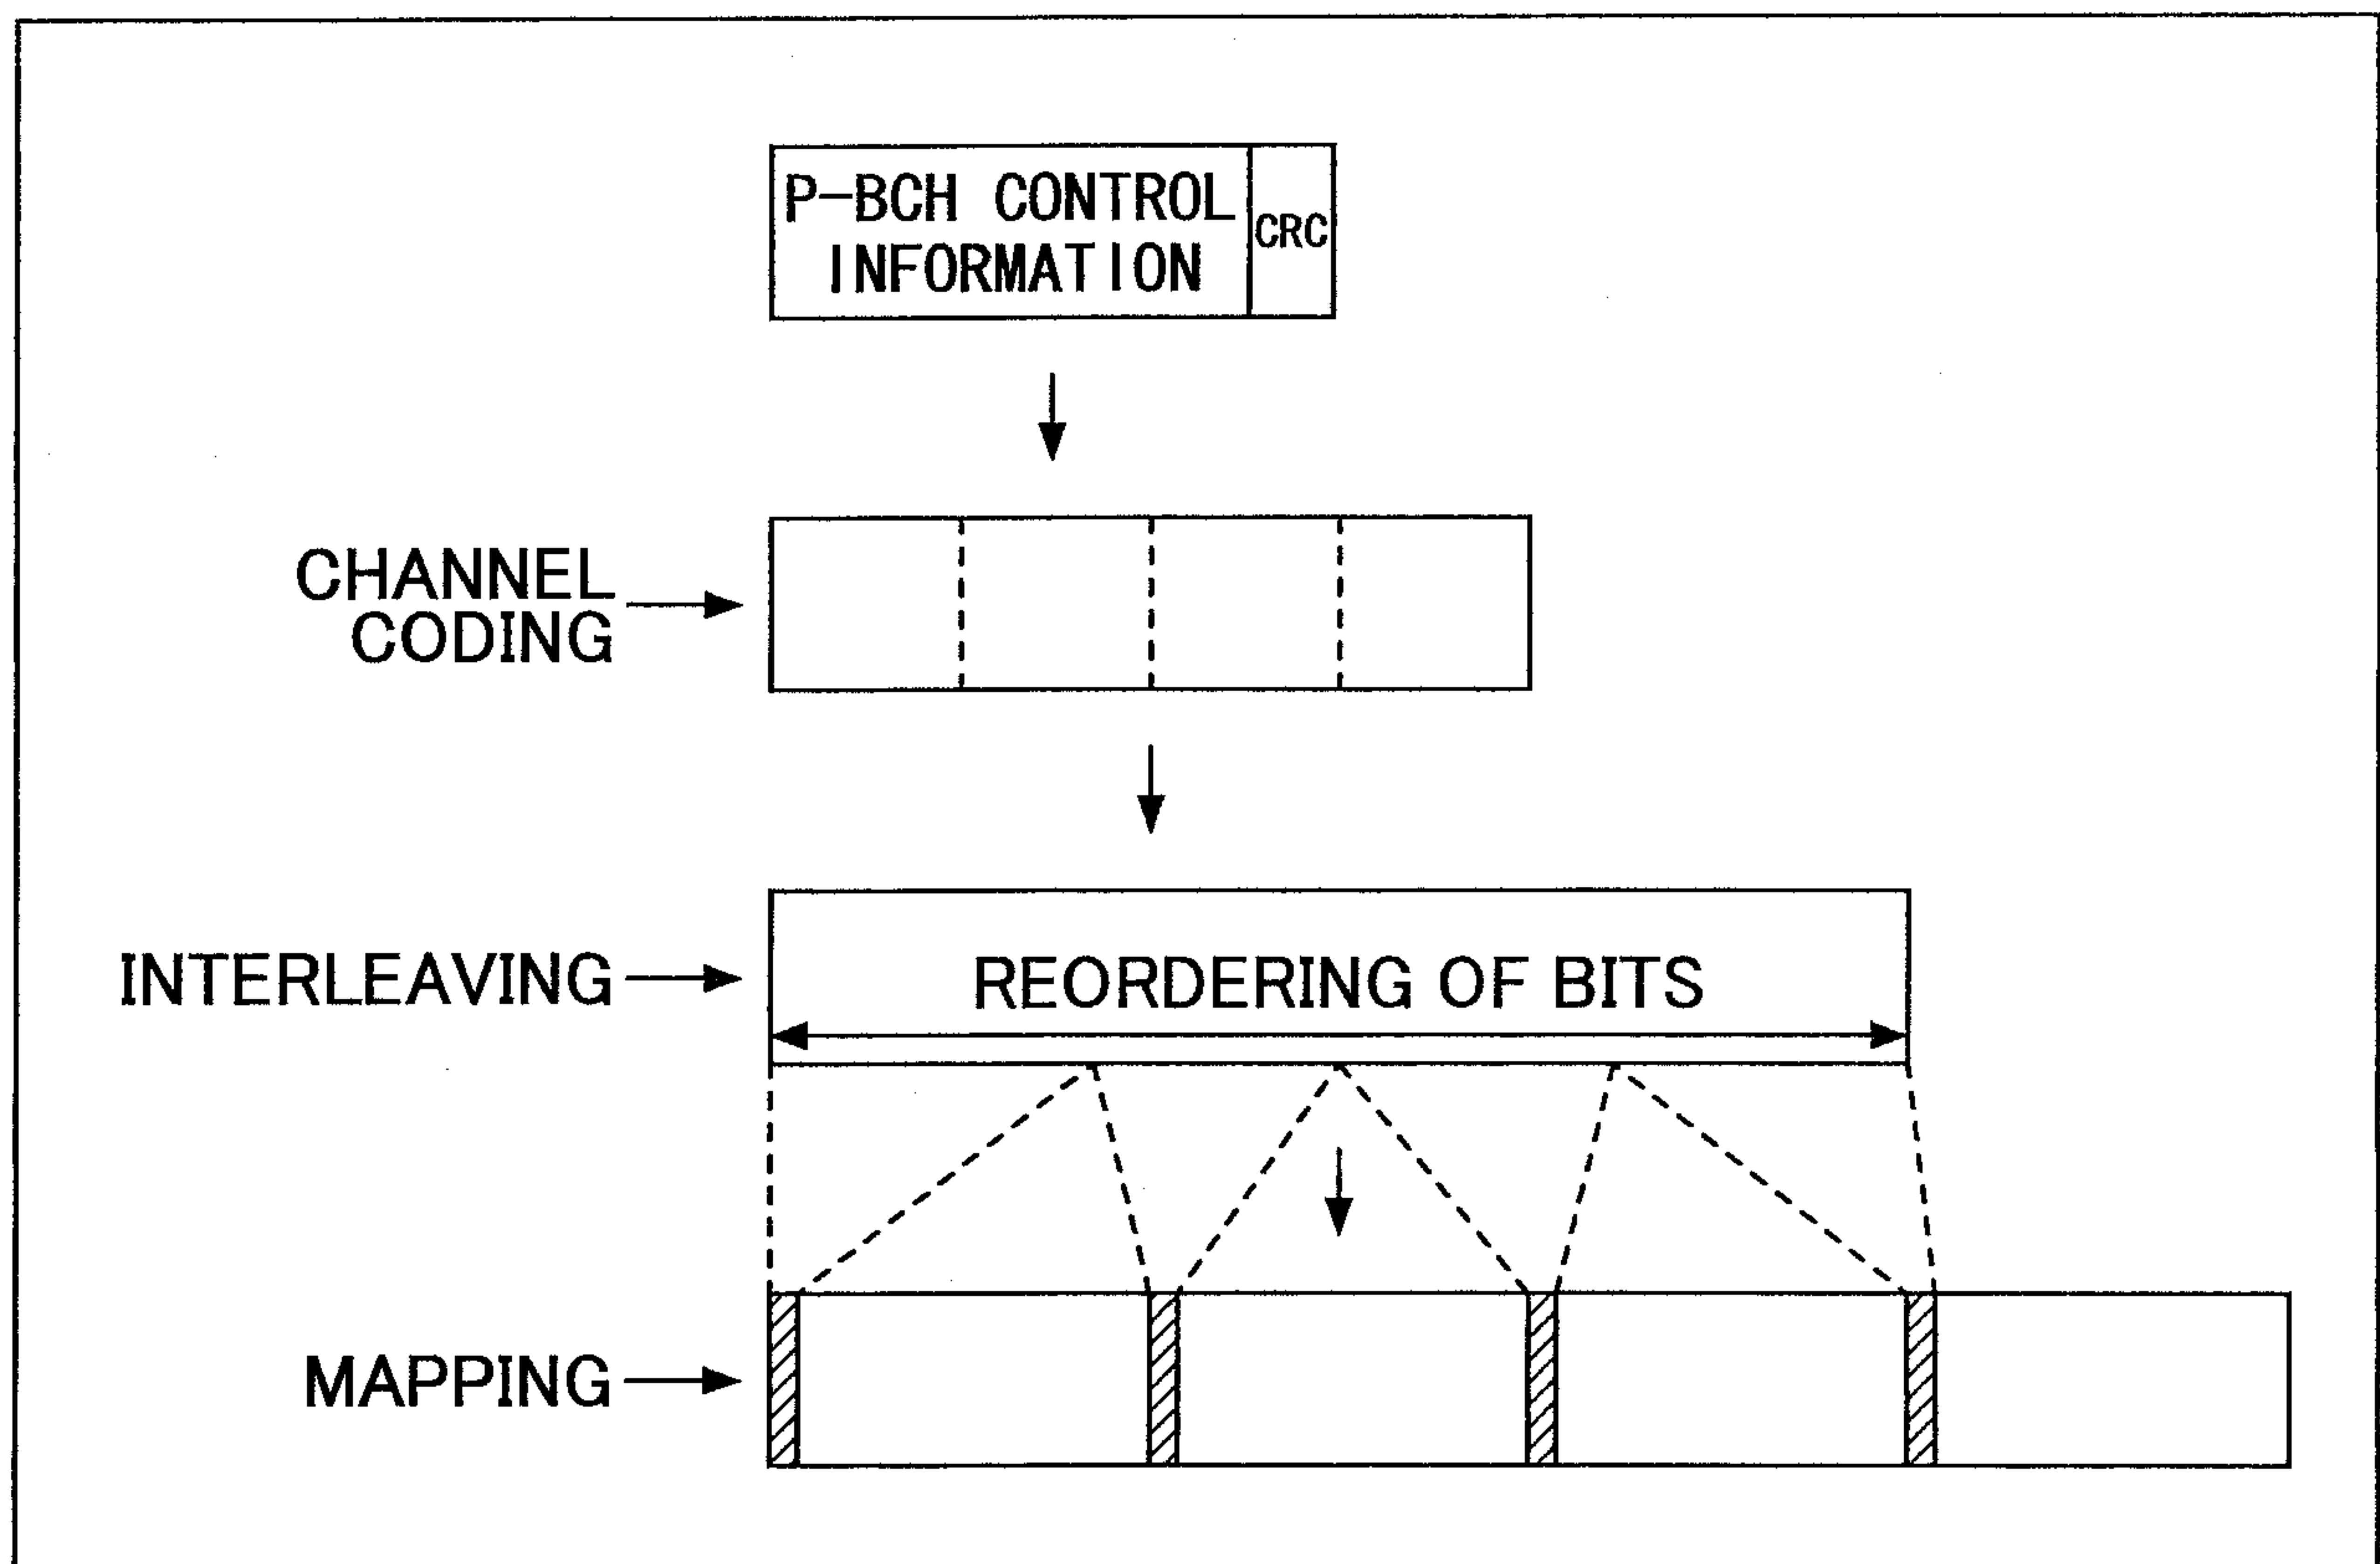 P-BCH CONTROL
INFORMATION
CRC
CHANNEL
CODING
INTERLEAVING
REORDERING OF BITS
MAPPING